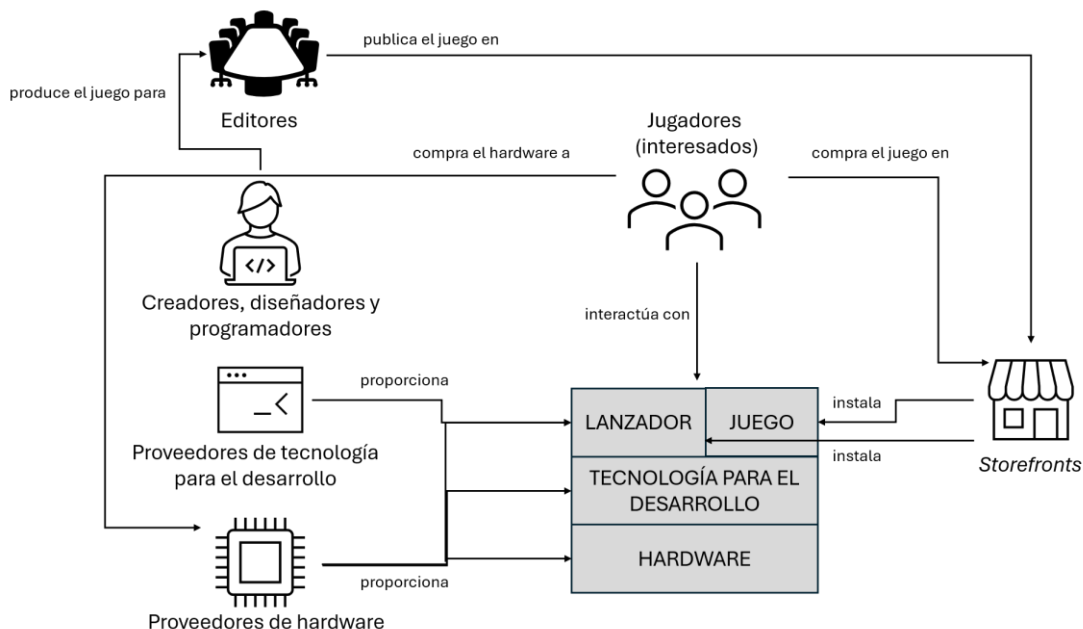 publica el juego en
produce el juego para
Editores
Jugadores
(interesados)
compra el hardware a
compra el juego en
</>
Creadores, diseñadores y
programadores
interactúa con
proporciona
LANZADOR
JUEGO
instala
instala
Proveedores de tecnología
para el desarrollo
Storefronts
TECNOLOGÍA PARA EL
DESARROLLO
HARDWARE
proporciona
Proveedores de hardware